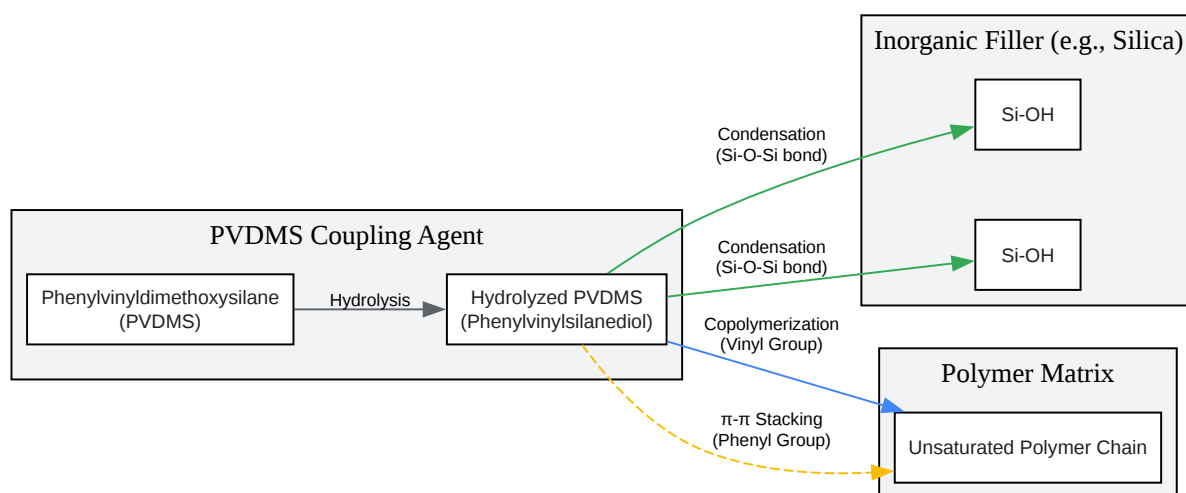 Inorganic Filler (e.g., Silica)
Si-OH
Condensation
(Si-O-Si bond)
PVDMS Coupling Agent
Si-OH
Condensation
(Si-O-Si bond)
Phenylvinyldimethoxysilane
(PVDMS)
Hydrolysis
Hydrolyzed PVDMS
(Phenylvinylsilanediol)
Copolymerization
(Vinyl Group)
Polymer Matrix
π-π Stacking
(Phenyl Group)
Unsaturated Polymer Chain